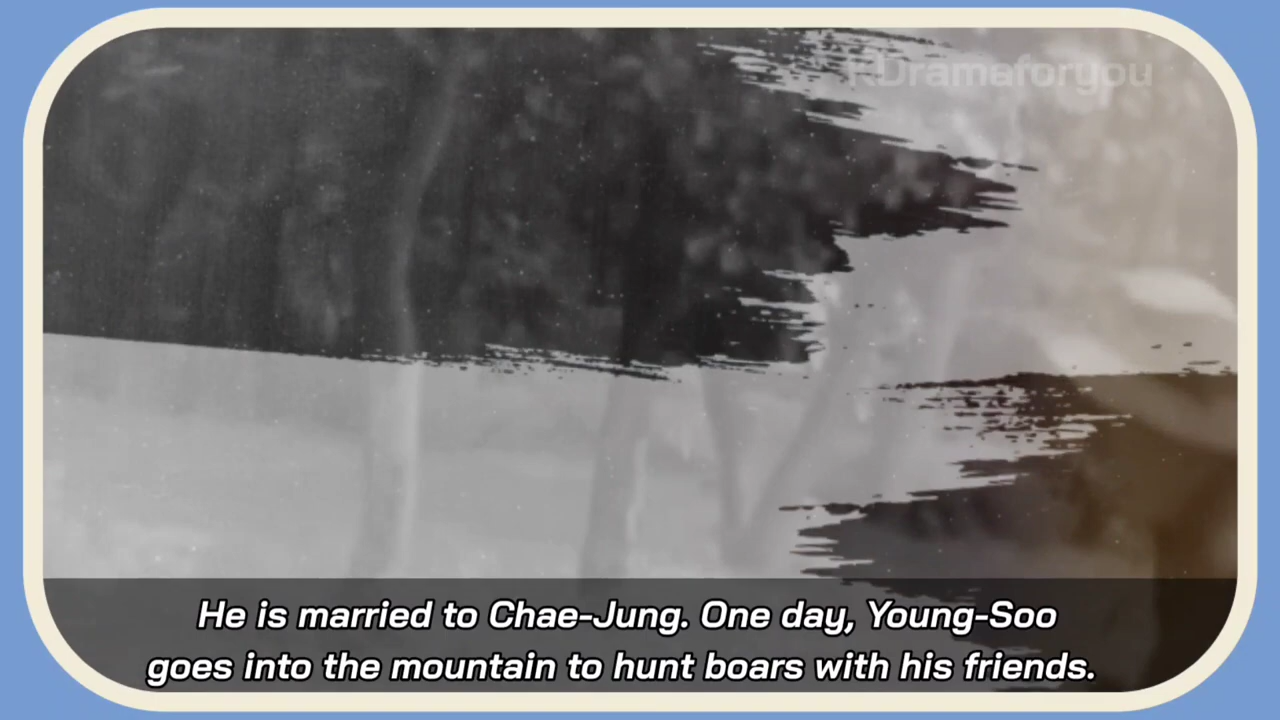 KDramaforyou
He is married to Chae-Jung. One day, Young-Soo
goes into the mountain to hunt boars with his friends.